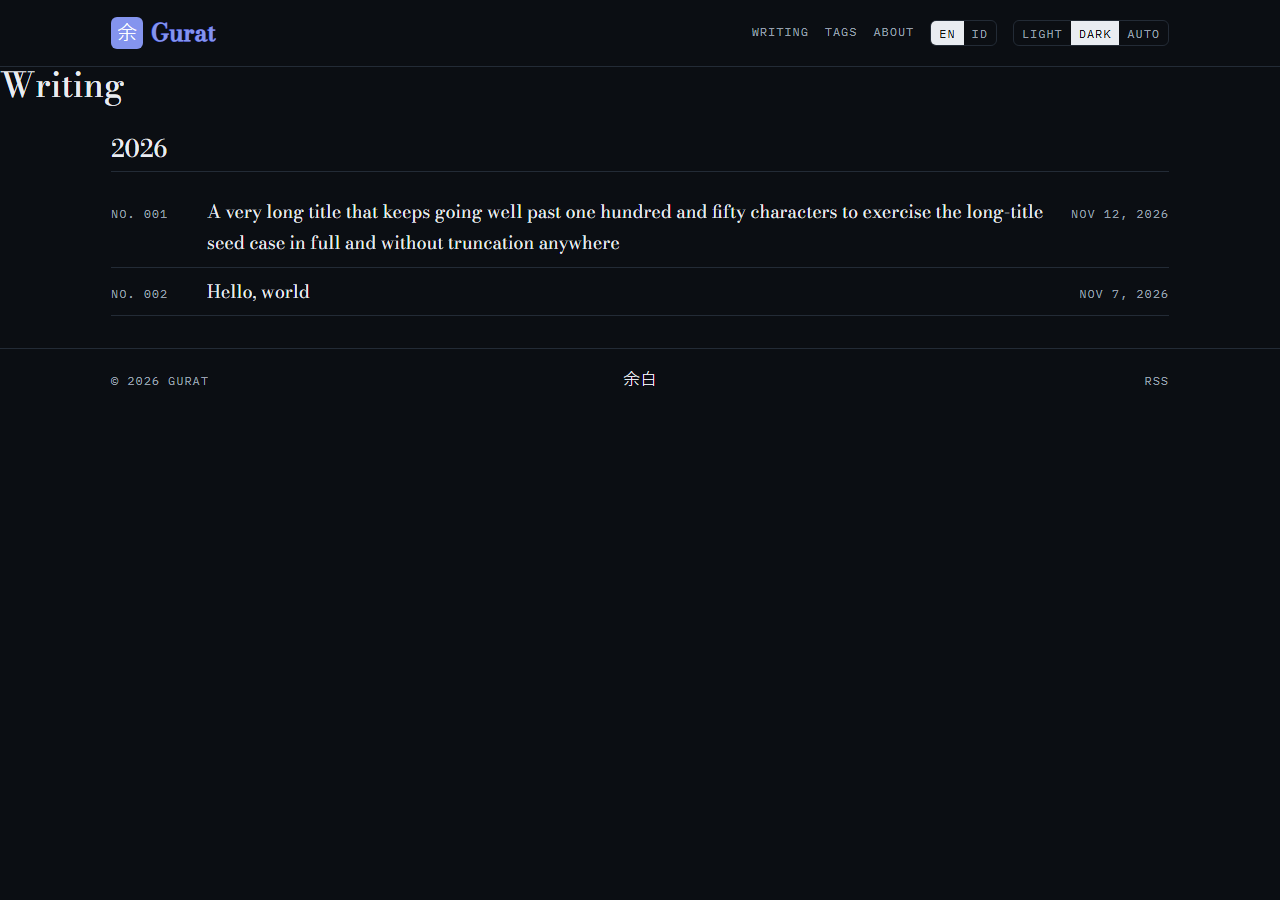 余 Gurat
WRITING TAGS ABOUT EN ID LIGHT DARK AUTO
Writing
2026
NO. 001 A very long title that keeps going well past one hundred and fifty characters to exercise the long-title NOV 12, 2026
seed case in full and without truncation anywhere
NO. 002 Hello, world NOV 7, 2026
© 2026 GURAT 余白 RSS